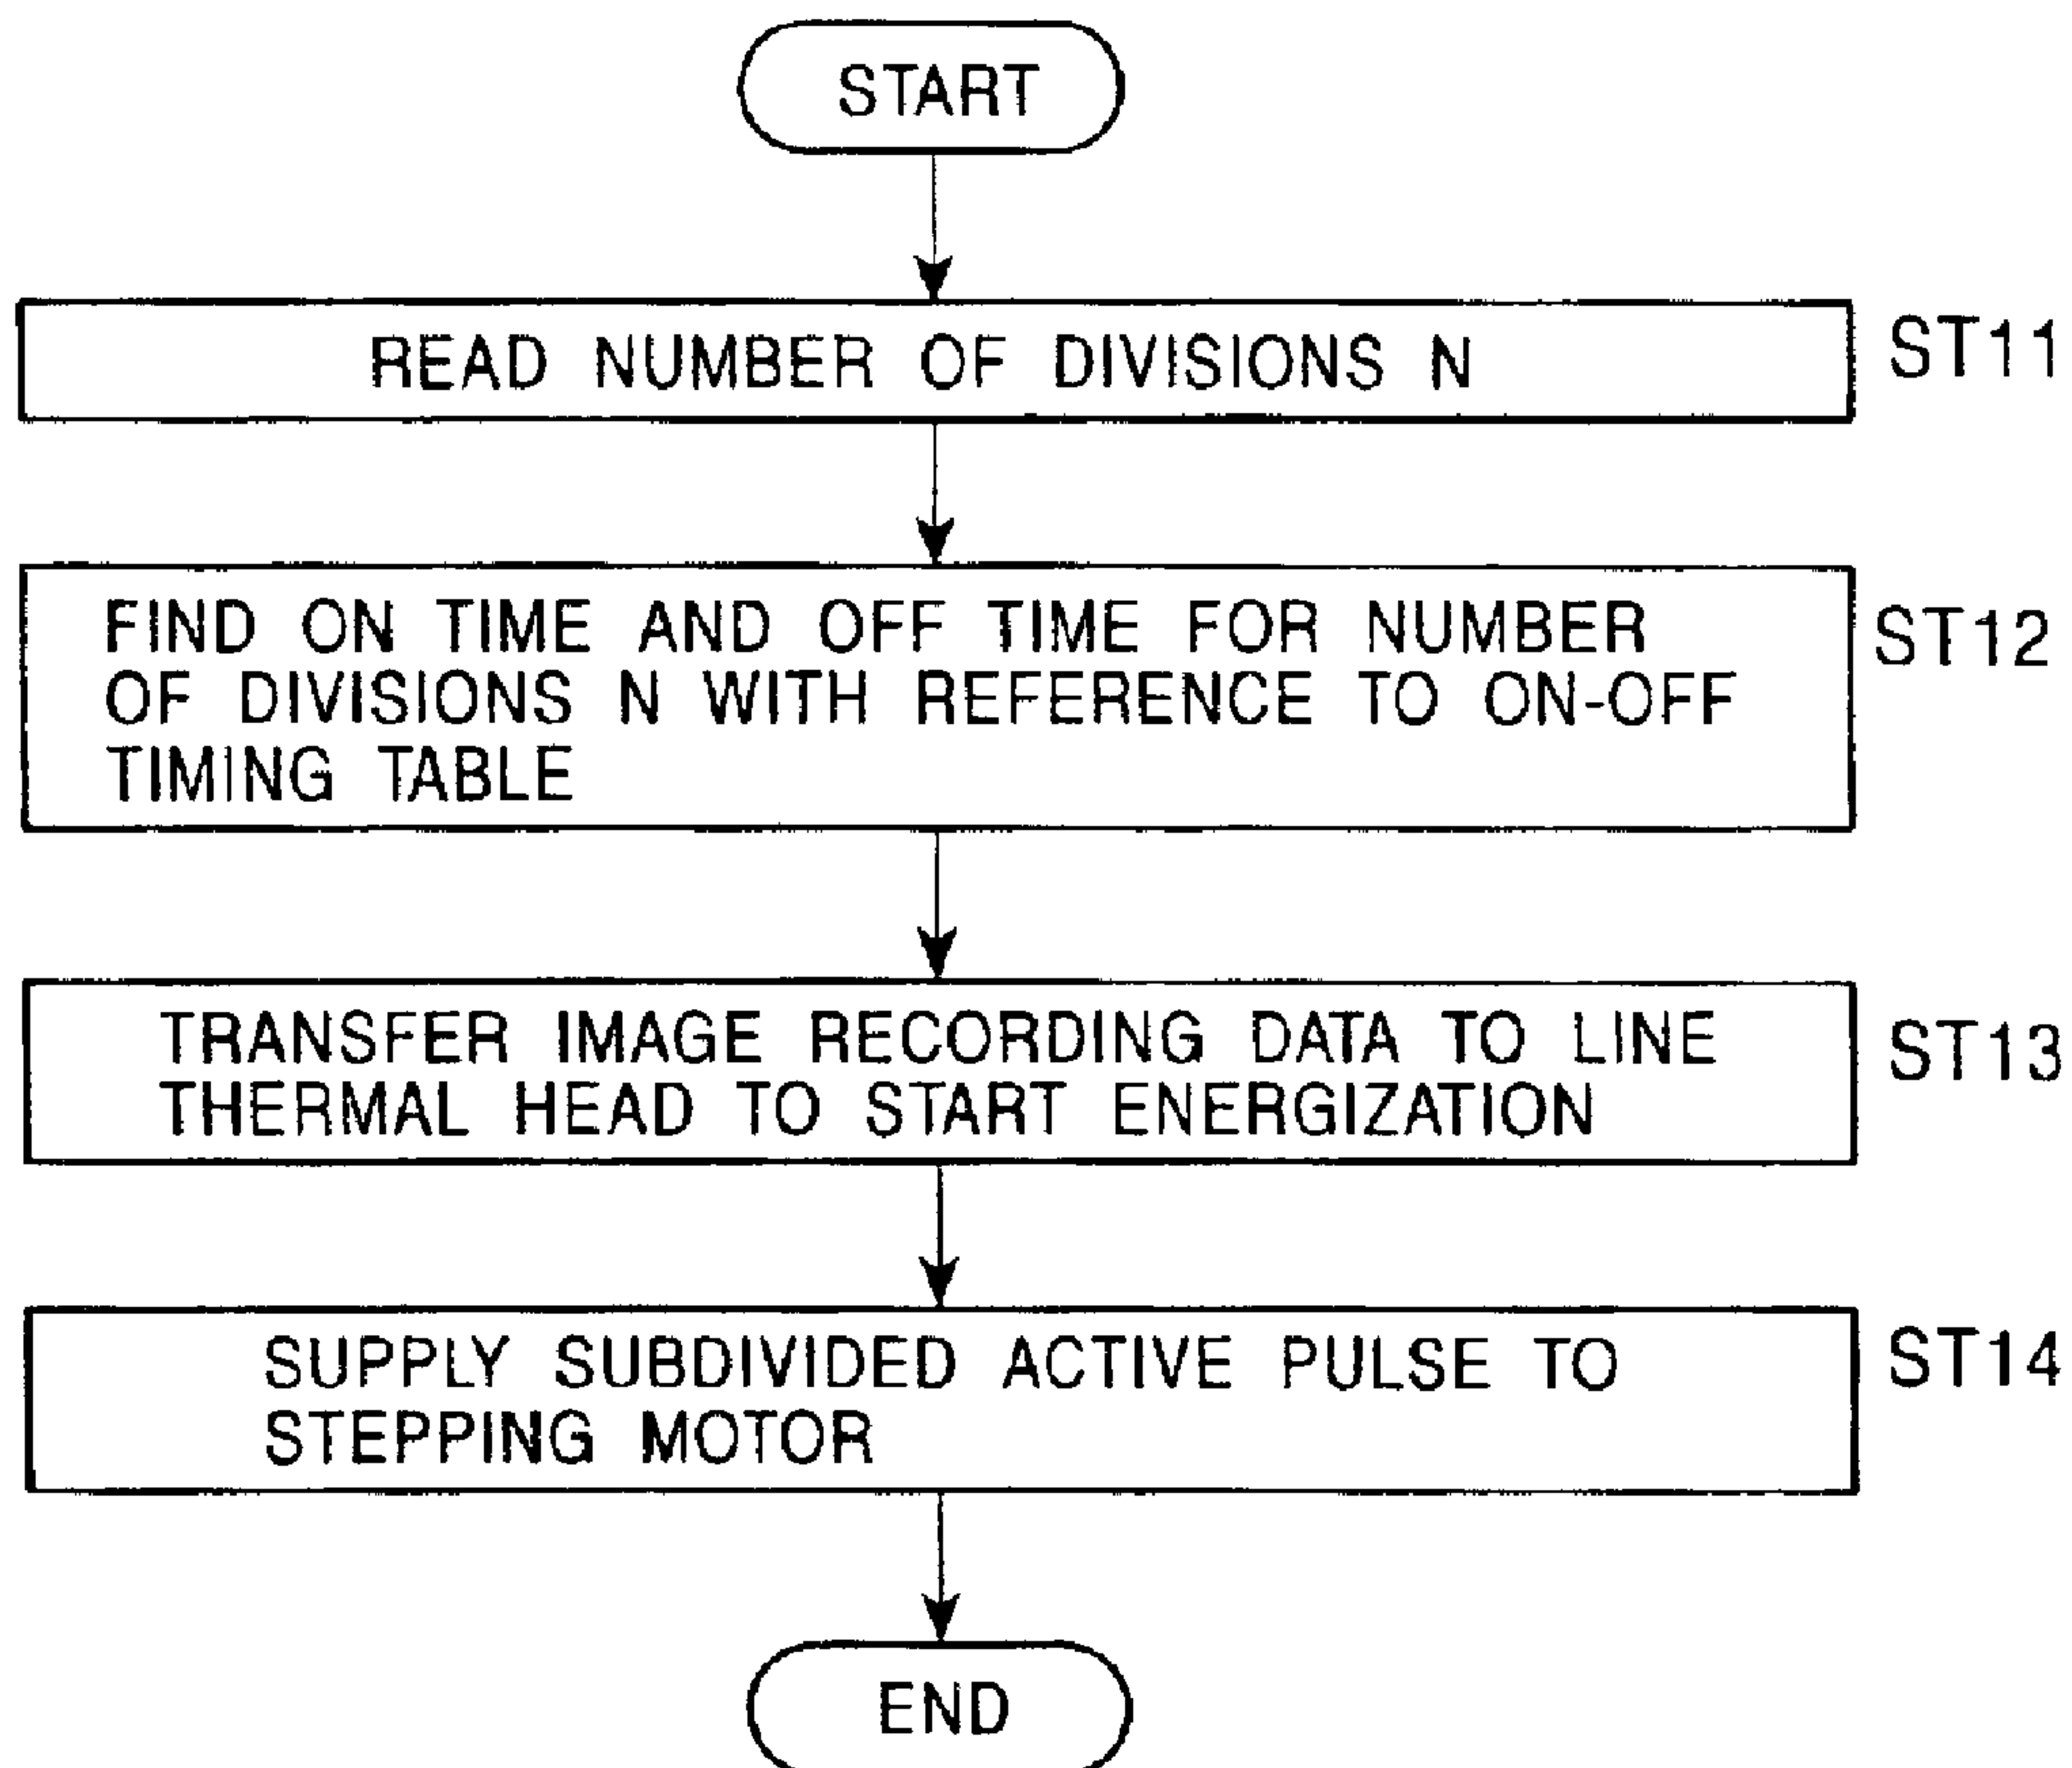 START
READ NUMBER OF DIVISIONS N
ST11
FIND ON TIME AND OFF TIME FOR NUMBER
OF DIVISIONS N WITH REFERENCE TO ON-OFF
TIMING TABLE
ST12
TRANSFER IMAGE RECORDING DATA TO LINE
THERMAL HEAD TO START ENERGIZATION
ST13
SUPPLY SUBDIVIDED ACTIVE PULSE TO
STEPPING MOTOR
ST14
END